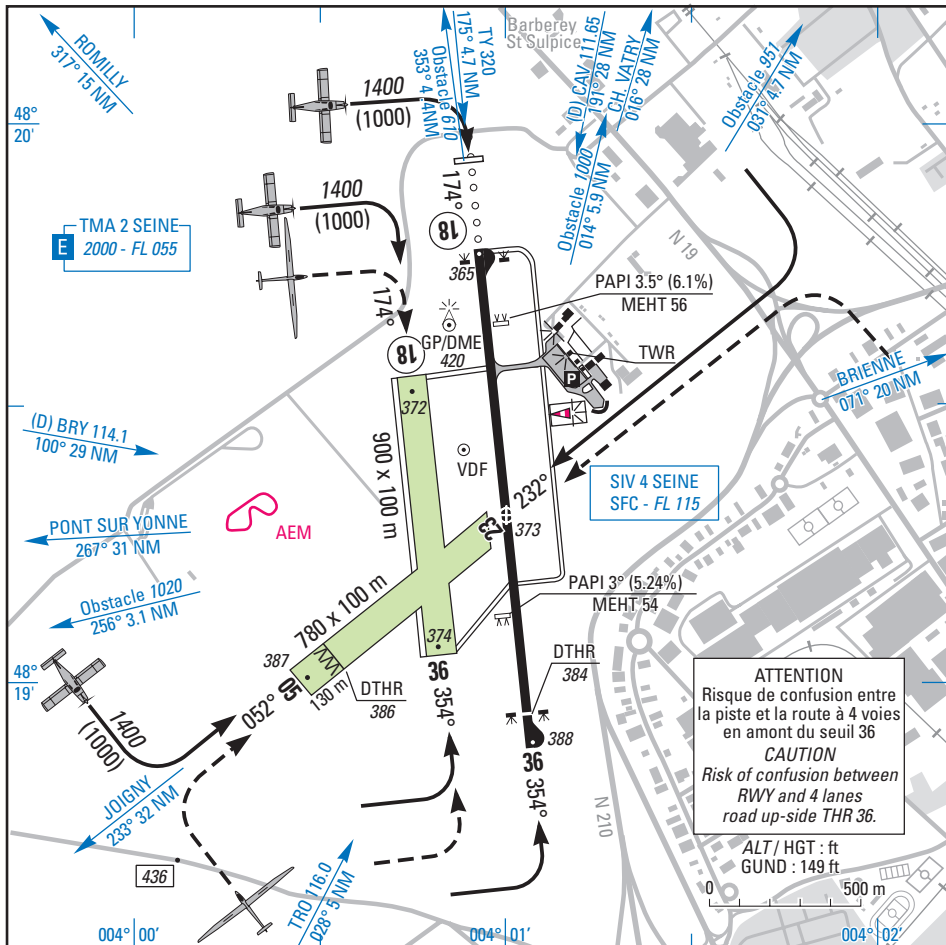 ROMILLY
317° 15 NM
1400
(1000)
TY 320
175° 4.7 NM
Obstacle 610
353° 4.4NM
Barberey
St Sulpice
(D) CAV 111.65
191° 28 NM
CH. VATRY
016° 28 NM
Obstacle 1000
014° 5.9 NM
Obstacle 951
031° 4.7 NM
48°
20'
TMA 2 SEINE
E
2000 - FL 055
1400
(1000)
174°
18
174°
18
365
N 19
PAPI 3.5° (6.1%)
MEHT 56
GP/DME
420
TWR
P
BRIENNE
071° 20 NM
372
900 x 100 m
(D) BRY 114.1
100° 29 NM
VDF
232°
23
373
SIV 4 SEINE
SFC - FL 115
AEM
PONT SUR YONNE
267° 31 NM
Obstacle 1020
256° 3.1 NM
780 x 100 m
PAPI 3° (5.24%)
MEHT 54
374
387
48°
19'
05
052°
130 m
DTHR
386
36
354°
DTHR
384
388
36
354°
1400
(1000)
JOIGNY
233° 32 NM
N 210
436
TRO 116.0
028° 5 NM
ATTENTION
Risque de confusion entre
la piste et la route à 4 voies
en amont du seuil 36
CAUTION
Risk of confusion between
RWY and 4 lanes
road up-side THR 36.
ALT / HGT : ft
GUND : 149 ft
0
500 m
004° 00'
004° 01'
004° 02'